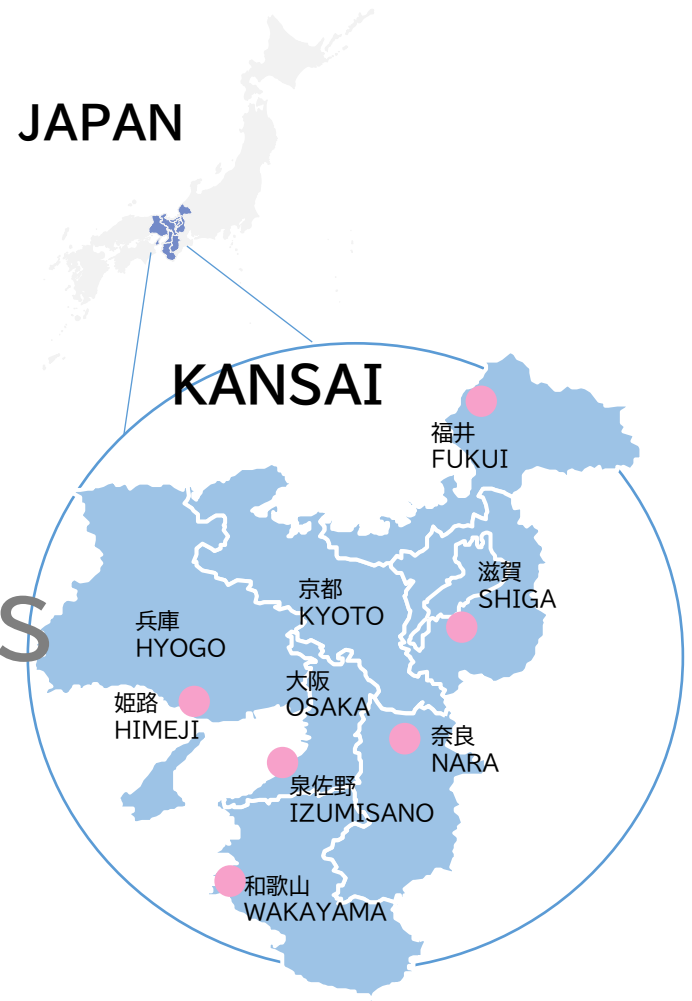 JAPAN
KANSAI
福井
FUKUI
滋賀
SHIGA
京都
KYOTO
S
兵庫
HYOGO
大阪
OSAKA
姫路
HIMEJI
奈良
NARA
泉佐野
IZUMISANO
和歌山
WAKAYAMA